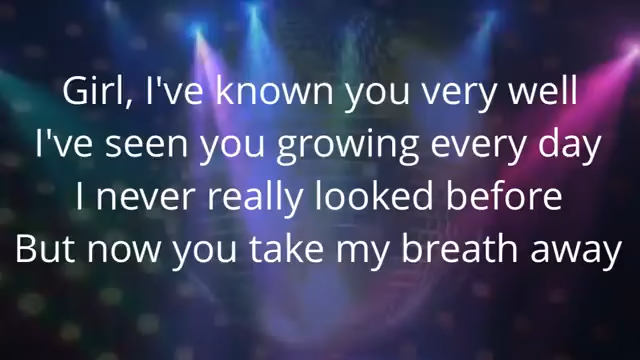 Girl, I've known you very well
I've seen you growing every day
I never really looked before
But now you take my breath away